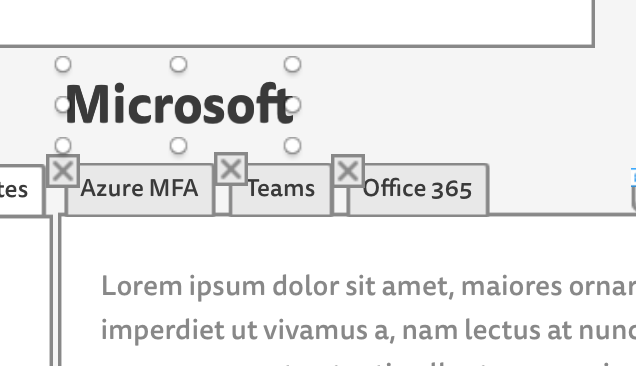 Microsoft
tes Azure MFA Teams Office 365
Lorem ipsum dolor sit amet, maiores ornar
imperdiet ut vivamus a, nam lectus at nunc